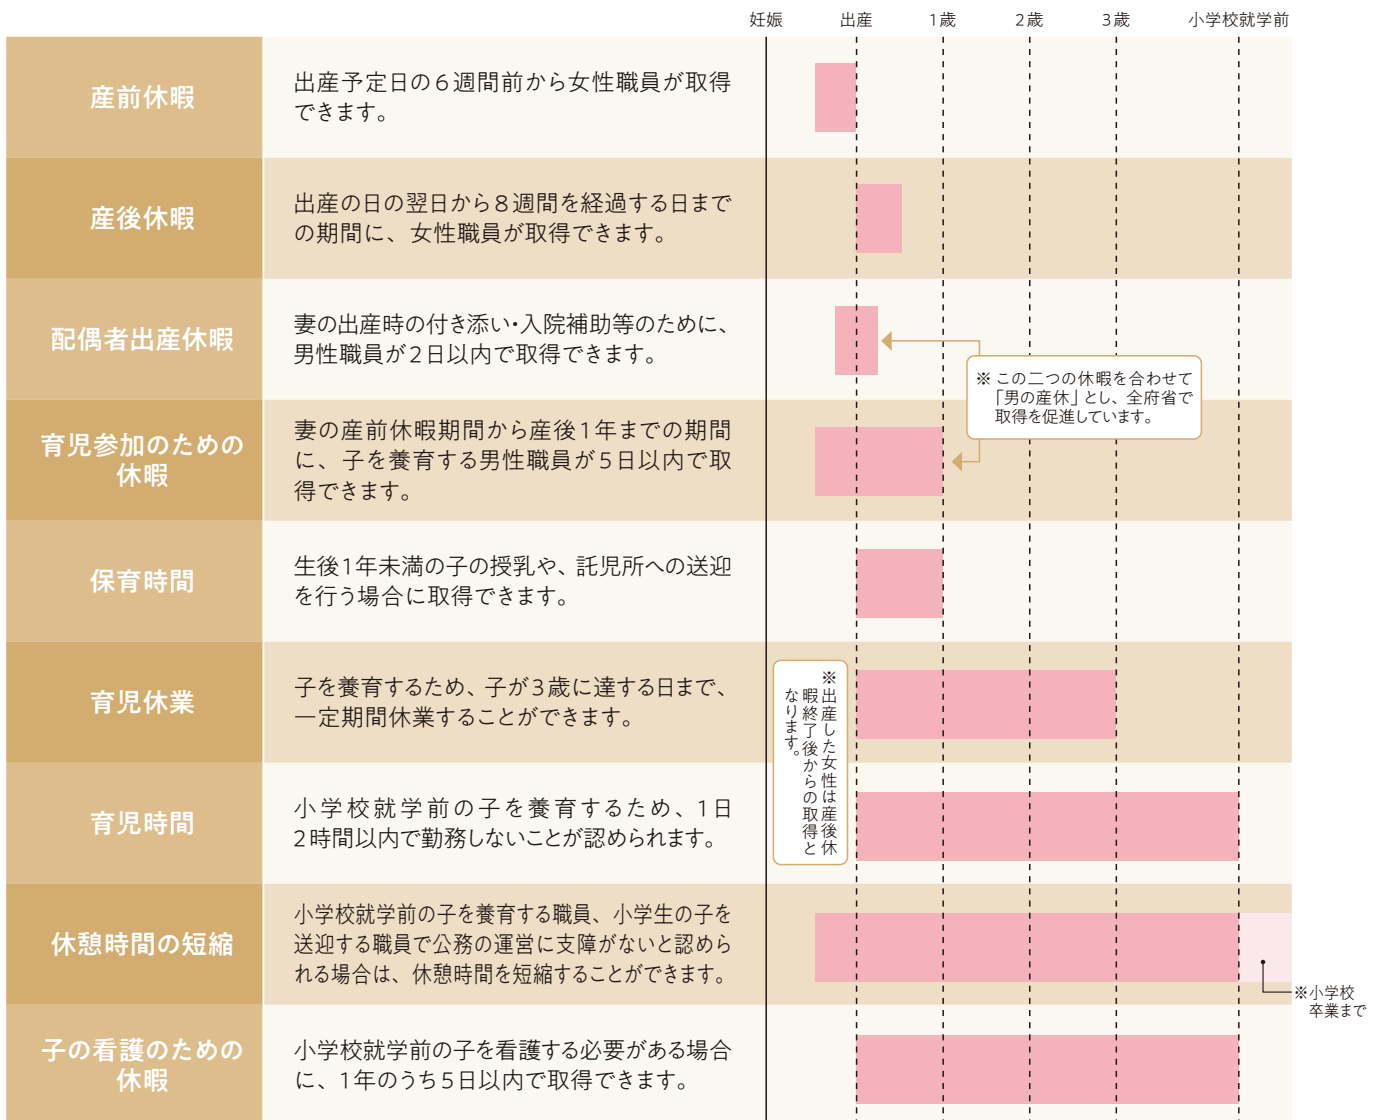 妊娠 出産 1歳 2歳 3歳 小学校就学前
産前休暇
出産予定日の6週間前から女性職員が取得
できます。
産後休暇
出産の日の翌日から8週間を経過する日まで
の期間に、女性職員が取得できます。
配偶者出産休暇
妻の出産時の付き添い・入院補助等のために、
男性職員が2日以内で取得できます。
※ この二つの休暇を合わせて
「男の産休」とし、全府省で
取得を促進しています。
育児参加のための
休暇
妻の産前休暇期間から産後1年までの期間
に、子を養育する男性職員が5日以内で取
得できます。
保育時間
生後1年未満の子の授乳や、託児所への送迎
を行う場合に取得できます。
育児休業
子を養育するため、子が3歳に達する日まで、
一定期間休業することができます。
※出産した女性は産後休
暇終了後からの取得と
なります。
育児時間
小学校就学前の子を養育するため、1日
2時間以内で勤務しないことが認められます。
休憩時間の短縮
小学校就学前の子を養育する職員、小学生の子を
送迎する職員で公務の運営に支障がないと認めら
れる場合は、休憩時間を短縮することができます。
※小学校
卒業まで
子の看護のための
休暇
小学校就学前の子を看護する必要がある場合
に、1年のうち5日以内で取得できます。